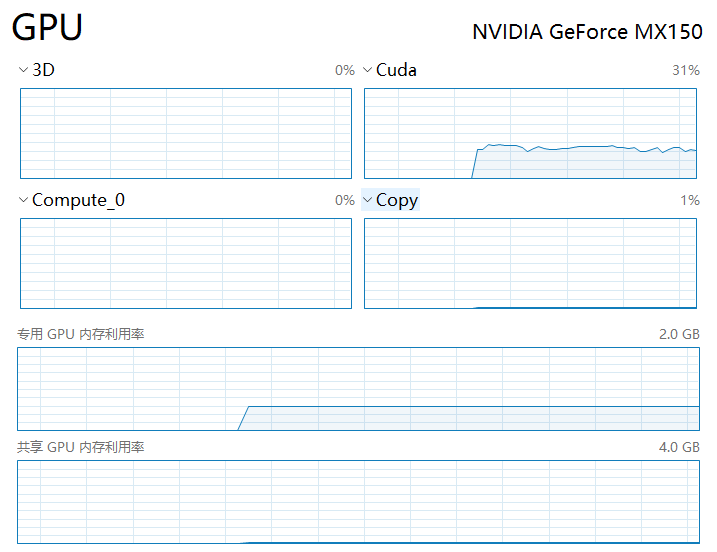 GPU NVIDIA GeForce MX150
3D 0% Cuda 31%
Compute_0 0% Copy 1%
专用 GPU 内存利用率 2.0 GB
共享 GPU 内存利用率 4.0 GB